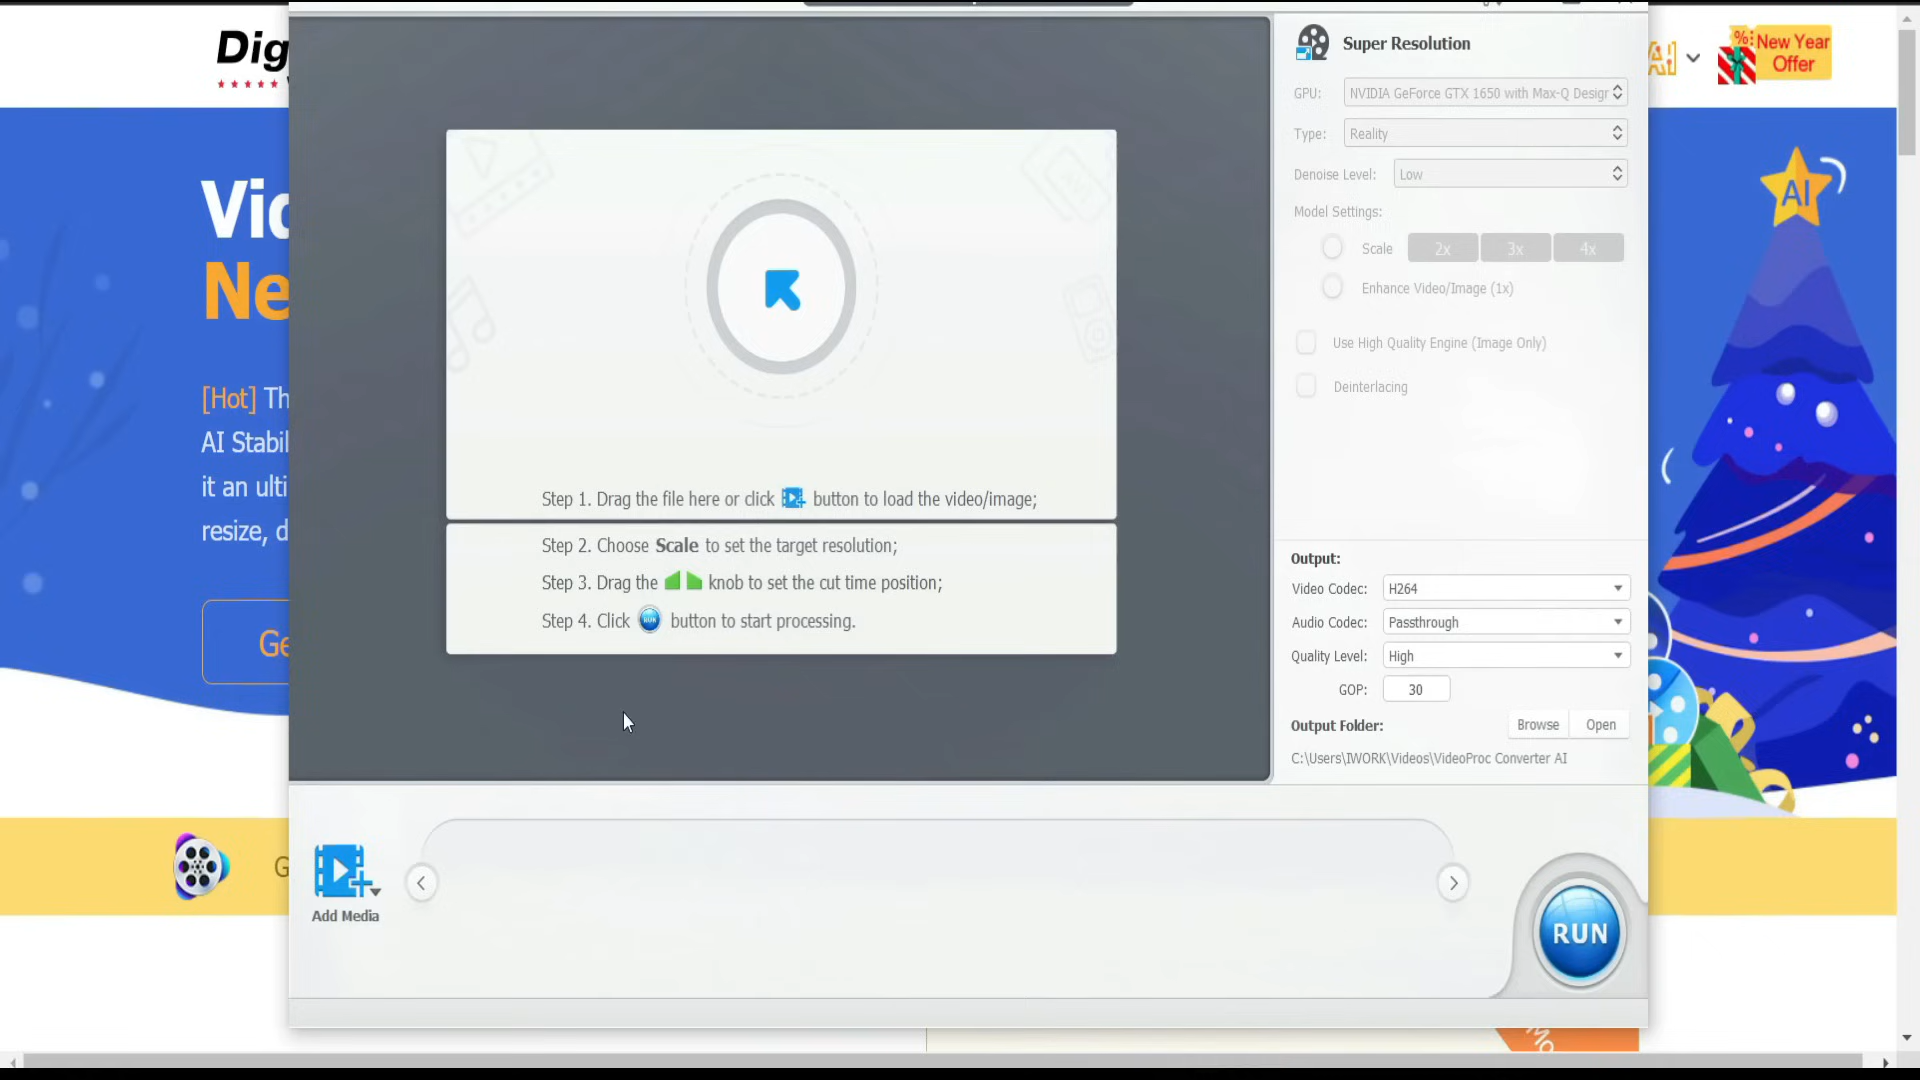 Dig
Super Resolution
AI
New Year
Offer
GPU: NVIDIA GeForce GTX 1650 with Max-Q Design
Type: Reality
Denoise Level: Low
Model Settings:
Scale 2x 3x 4x
Enhance Video/Image (1x)
Use High Quality Engine (Image Only)
Deinterlacing
AI
Vid
Ne
[Hot] Th
AI Stabil
it an ulti
resize, d
Ge
Step 1. Drag the file here or click button to load the video/image;
Step 2. Choose Scale to set the target resolution;
Step 3. Drag the knob to set the cut time position;
Step 4. Click RUN button to start processing.
Output:
Video Codec: H264
Audio Codec: Passthrough
Quality Level: High
GOP: 30
Output Folder: Browse Open
C:\Users\IWORK\Videos\VideoProc Converter AI
G
Add Media
RUN
Mo